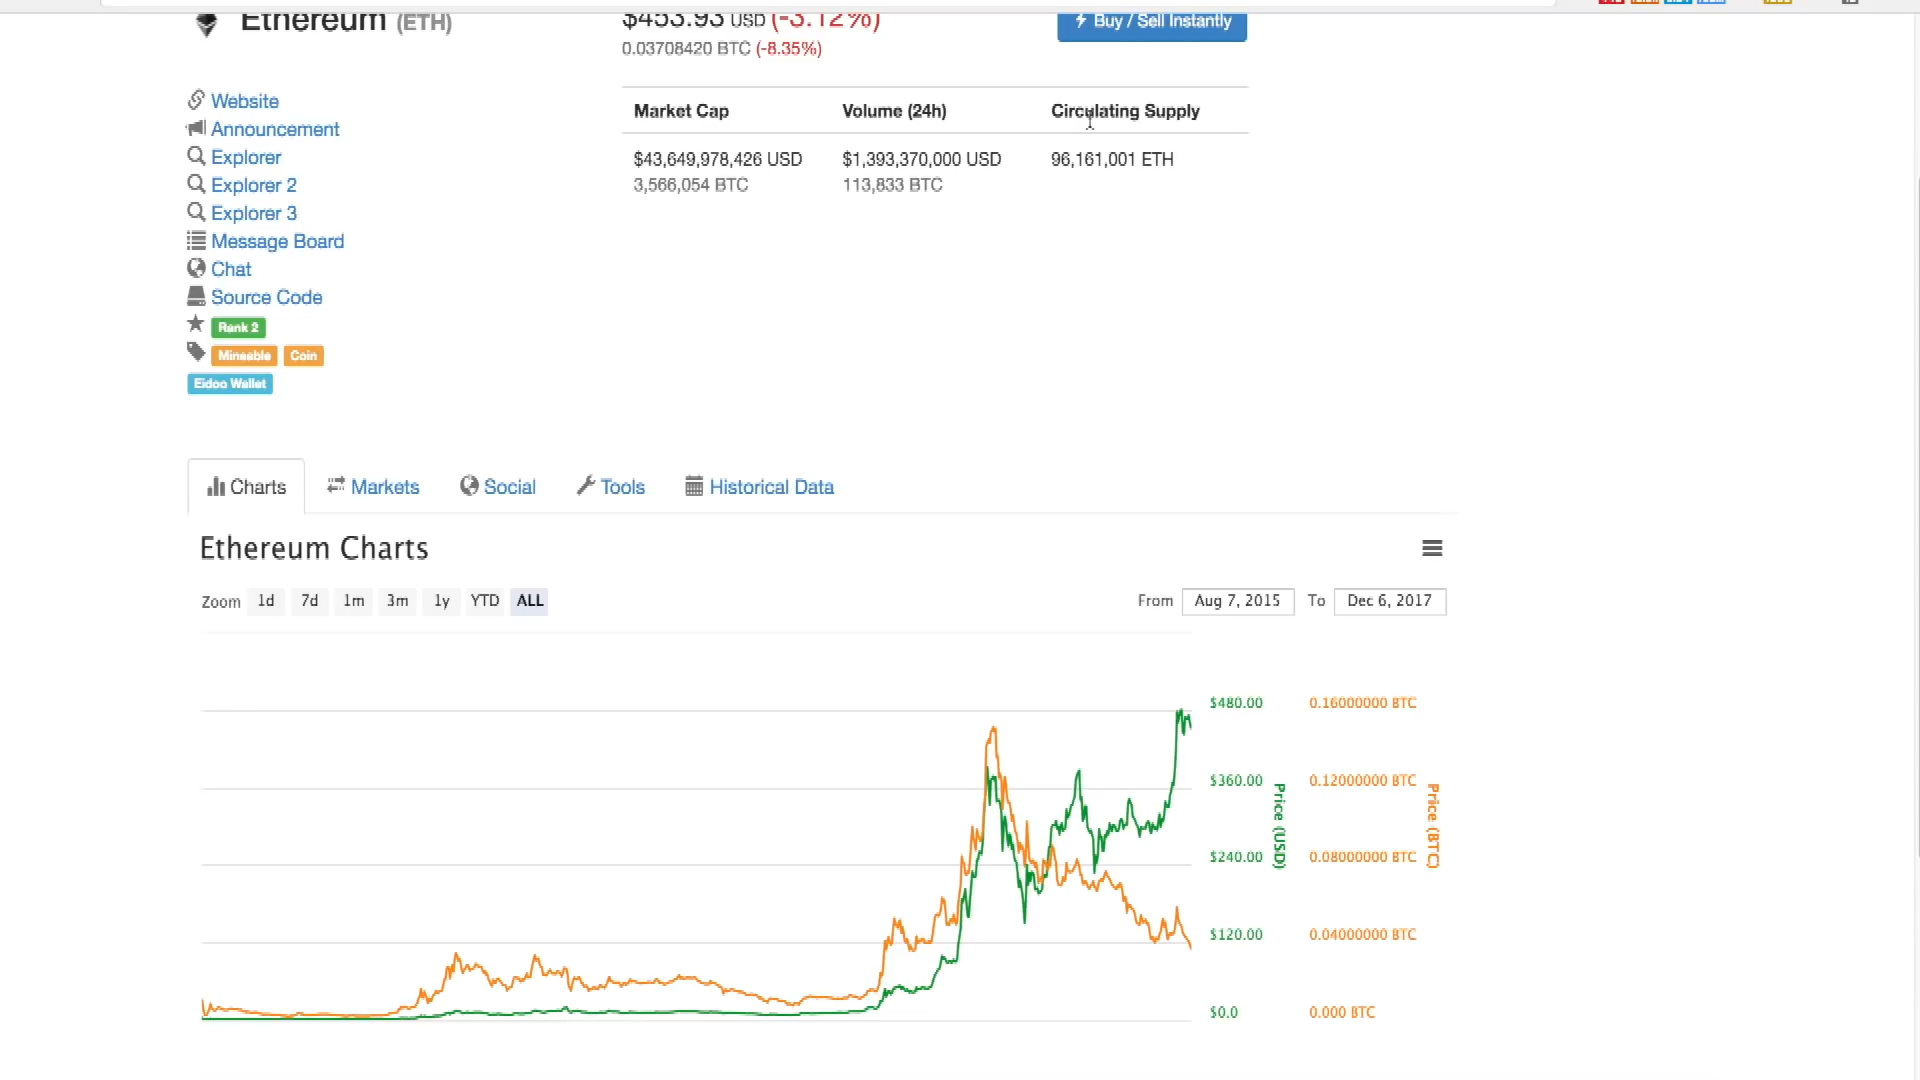 Ethereum (ETH)
$453.93 USD (-3.12%)
0.03708420 BTC (-8.35%)
Buy / Sell Instantly
Website
Announcement
Explorer
Explorer 2
Explorer 3
Message Board
Chat
Source Code
Rank 2
Mineable Coin
Eidoo Wallet
Market Cap Volume (24h) Circulating Supply
$43,649,978,426 USD $1,393,370,000 USD 96,161,001 ETH
3,566,054 BTC 113,833 BTC
Charts Markets Social Tools Historical Data
Ethereum Charts
Zoom 1d 7d 1m 3m 1y YTD ALL From Aug 7, 2015 To Dec 6, 2017
$480.00 0.16000000 BTC
$360.00 0.12000000 BTC
$240.00 0.08000000 BTC
$120.00 0.04000000 BTC
$0.0 0.000 BTC
Price (USD)
Price (BTC)